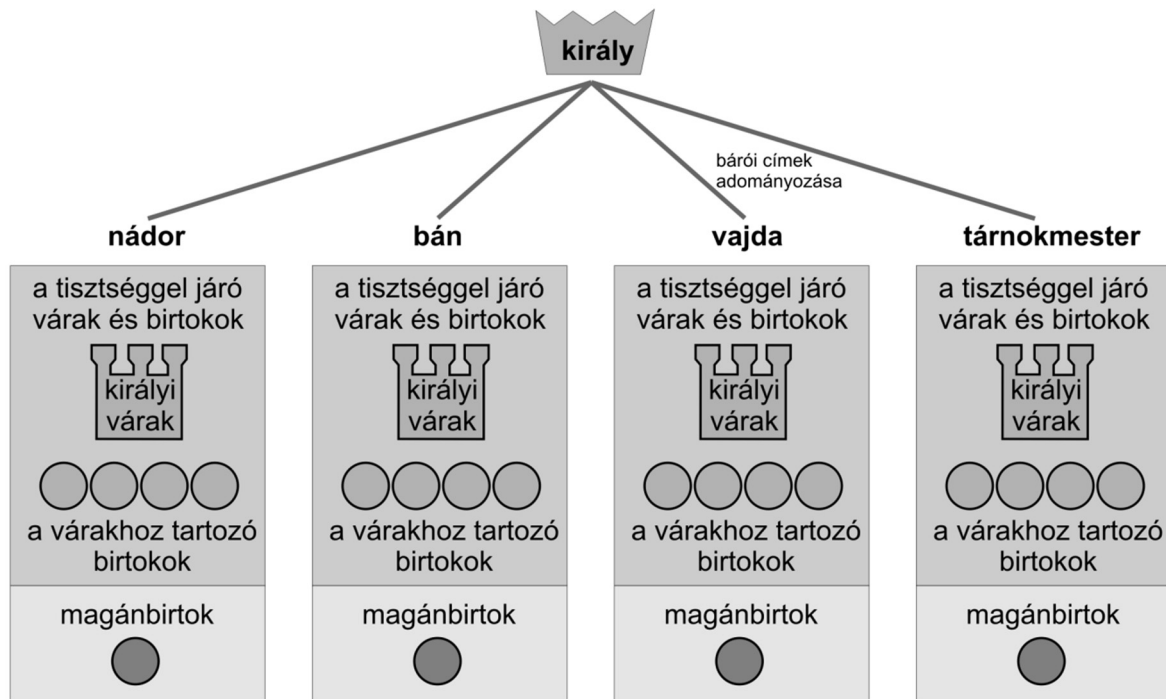 király
bárói címek
adományozása
nádor
bán
vajda
tárnokmester
a tisztséggel járó
várak és birtokok
királyi
várak
a várakhoz tartozó
birtokok
magánbirtok
a tisztséggel járó
várak és birtokok
királyi
várak
a várakhoz tartozó
birtokok
magánbirtok
a tisztséggel járó
várak és birtokok
királyi
várak
a várakhoz tartozó
birtokok
magánbirtok
a tisztséggel járó
várak és birtokok
királyi
várak
a várakhoz tartozó
birtokok
magánbirtok